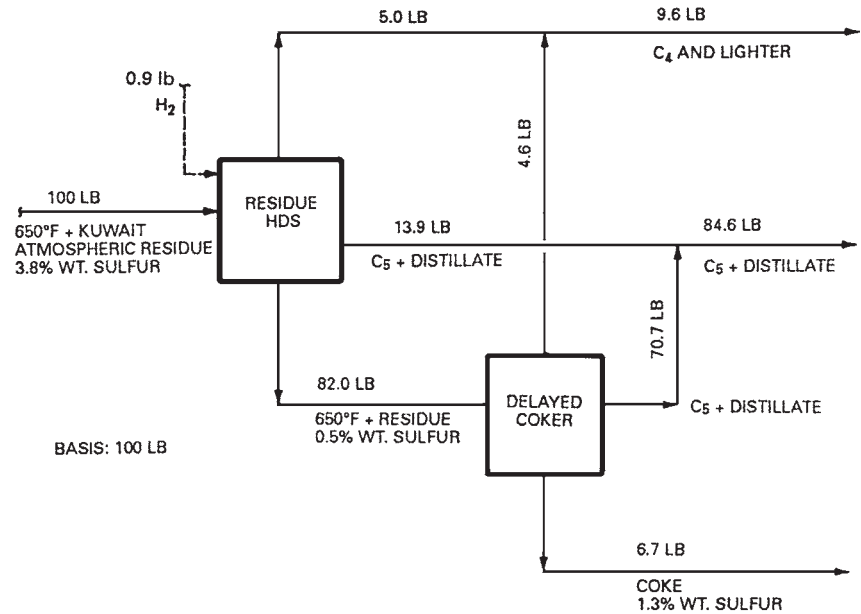 5.0 LB
9.6 LB
C4 AND LIGHTER
0.9 lb
H2
4.6 LB
100 LB
RESIDUE
HDS
650°F + KUWAIT
ATMOSPHERIC RESIDUE
3.8% WT. SULFUR
13.9 LB
84.6 LB
C5 + DISTILLATE
C5 + DISTILLATE
70.7 LB
82.0 LB
650°F + RESIDUE
0.5% WT. SULFUR
DELAYED
COKER
C5 + DISTILLATE
BASIS: 100 LB
6.7 LB
COKE
1.3% WT. SULFUR